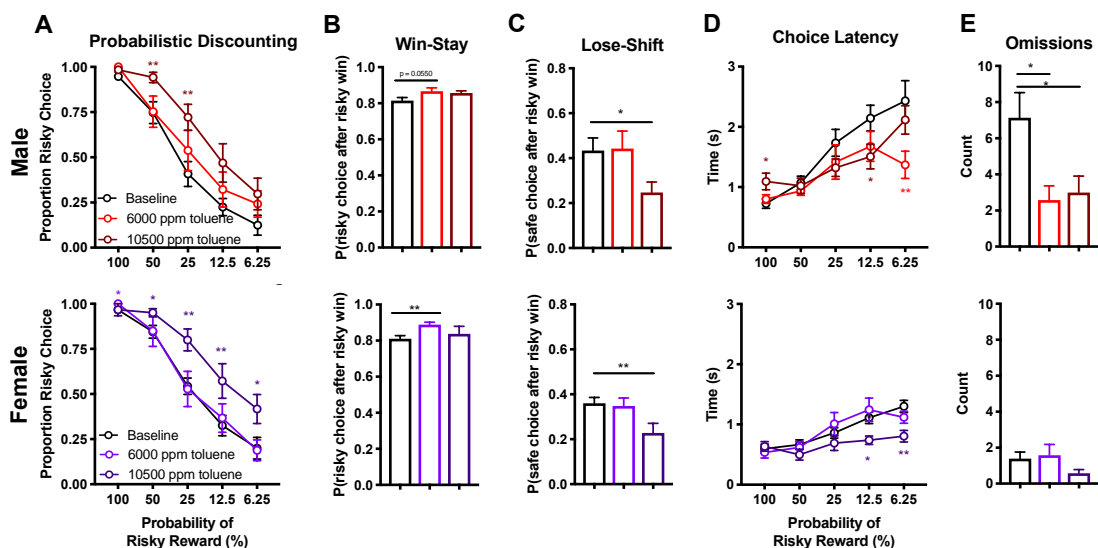 A
Probabilistic Discounting
B
Win-Stay
C
Lose-Shift
D
Choice Latency
E
Omissions
Male
Proportion Risky Choice
1.00
0.75
0.50
0.25
0.00
** **
Baseline
6000 ppm toluene
10500 ppm toluene
100 50 25 12.5 6.25
P(risky choice after risky win)
1.0
0.8
0.6
0.4
0.2
0.0
p = 0.0550
P(safe choice after risky win)
0.8
0.6
0.4
0.2
0.0
*
Time (s)
3
2
1
0
* * **
100 50 25 12.5 6.25
Count
10
8
6
4
2
0
*
*
Female
Proportion Risky Choice
1.00
0.75
0.50
0.25
0.00
* * ** ** *
Baseline
6000 ppm toluene
10500 ppm toluene
100 50 25 12.5 6.25
Probability of
Risky Reward (%)
P(risky choice after risky win)
1.0
0.8
0.6
0.4
0.2
0.0
**
P(safe choice after risky win)
0.8
0.6
0.4
0.2
0.0
**
Time (s)
3
2
1
0
* **
100 50 25 12.5 6.25
Probability of
Risky Reward (%)
Count
10
8
6
4
2
0